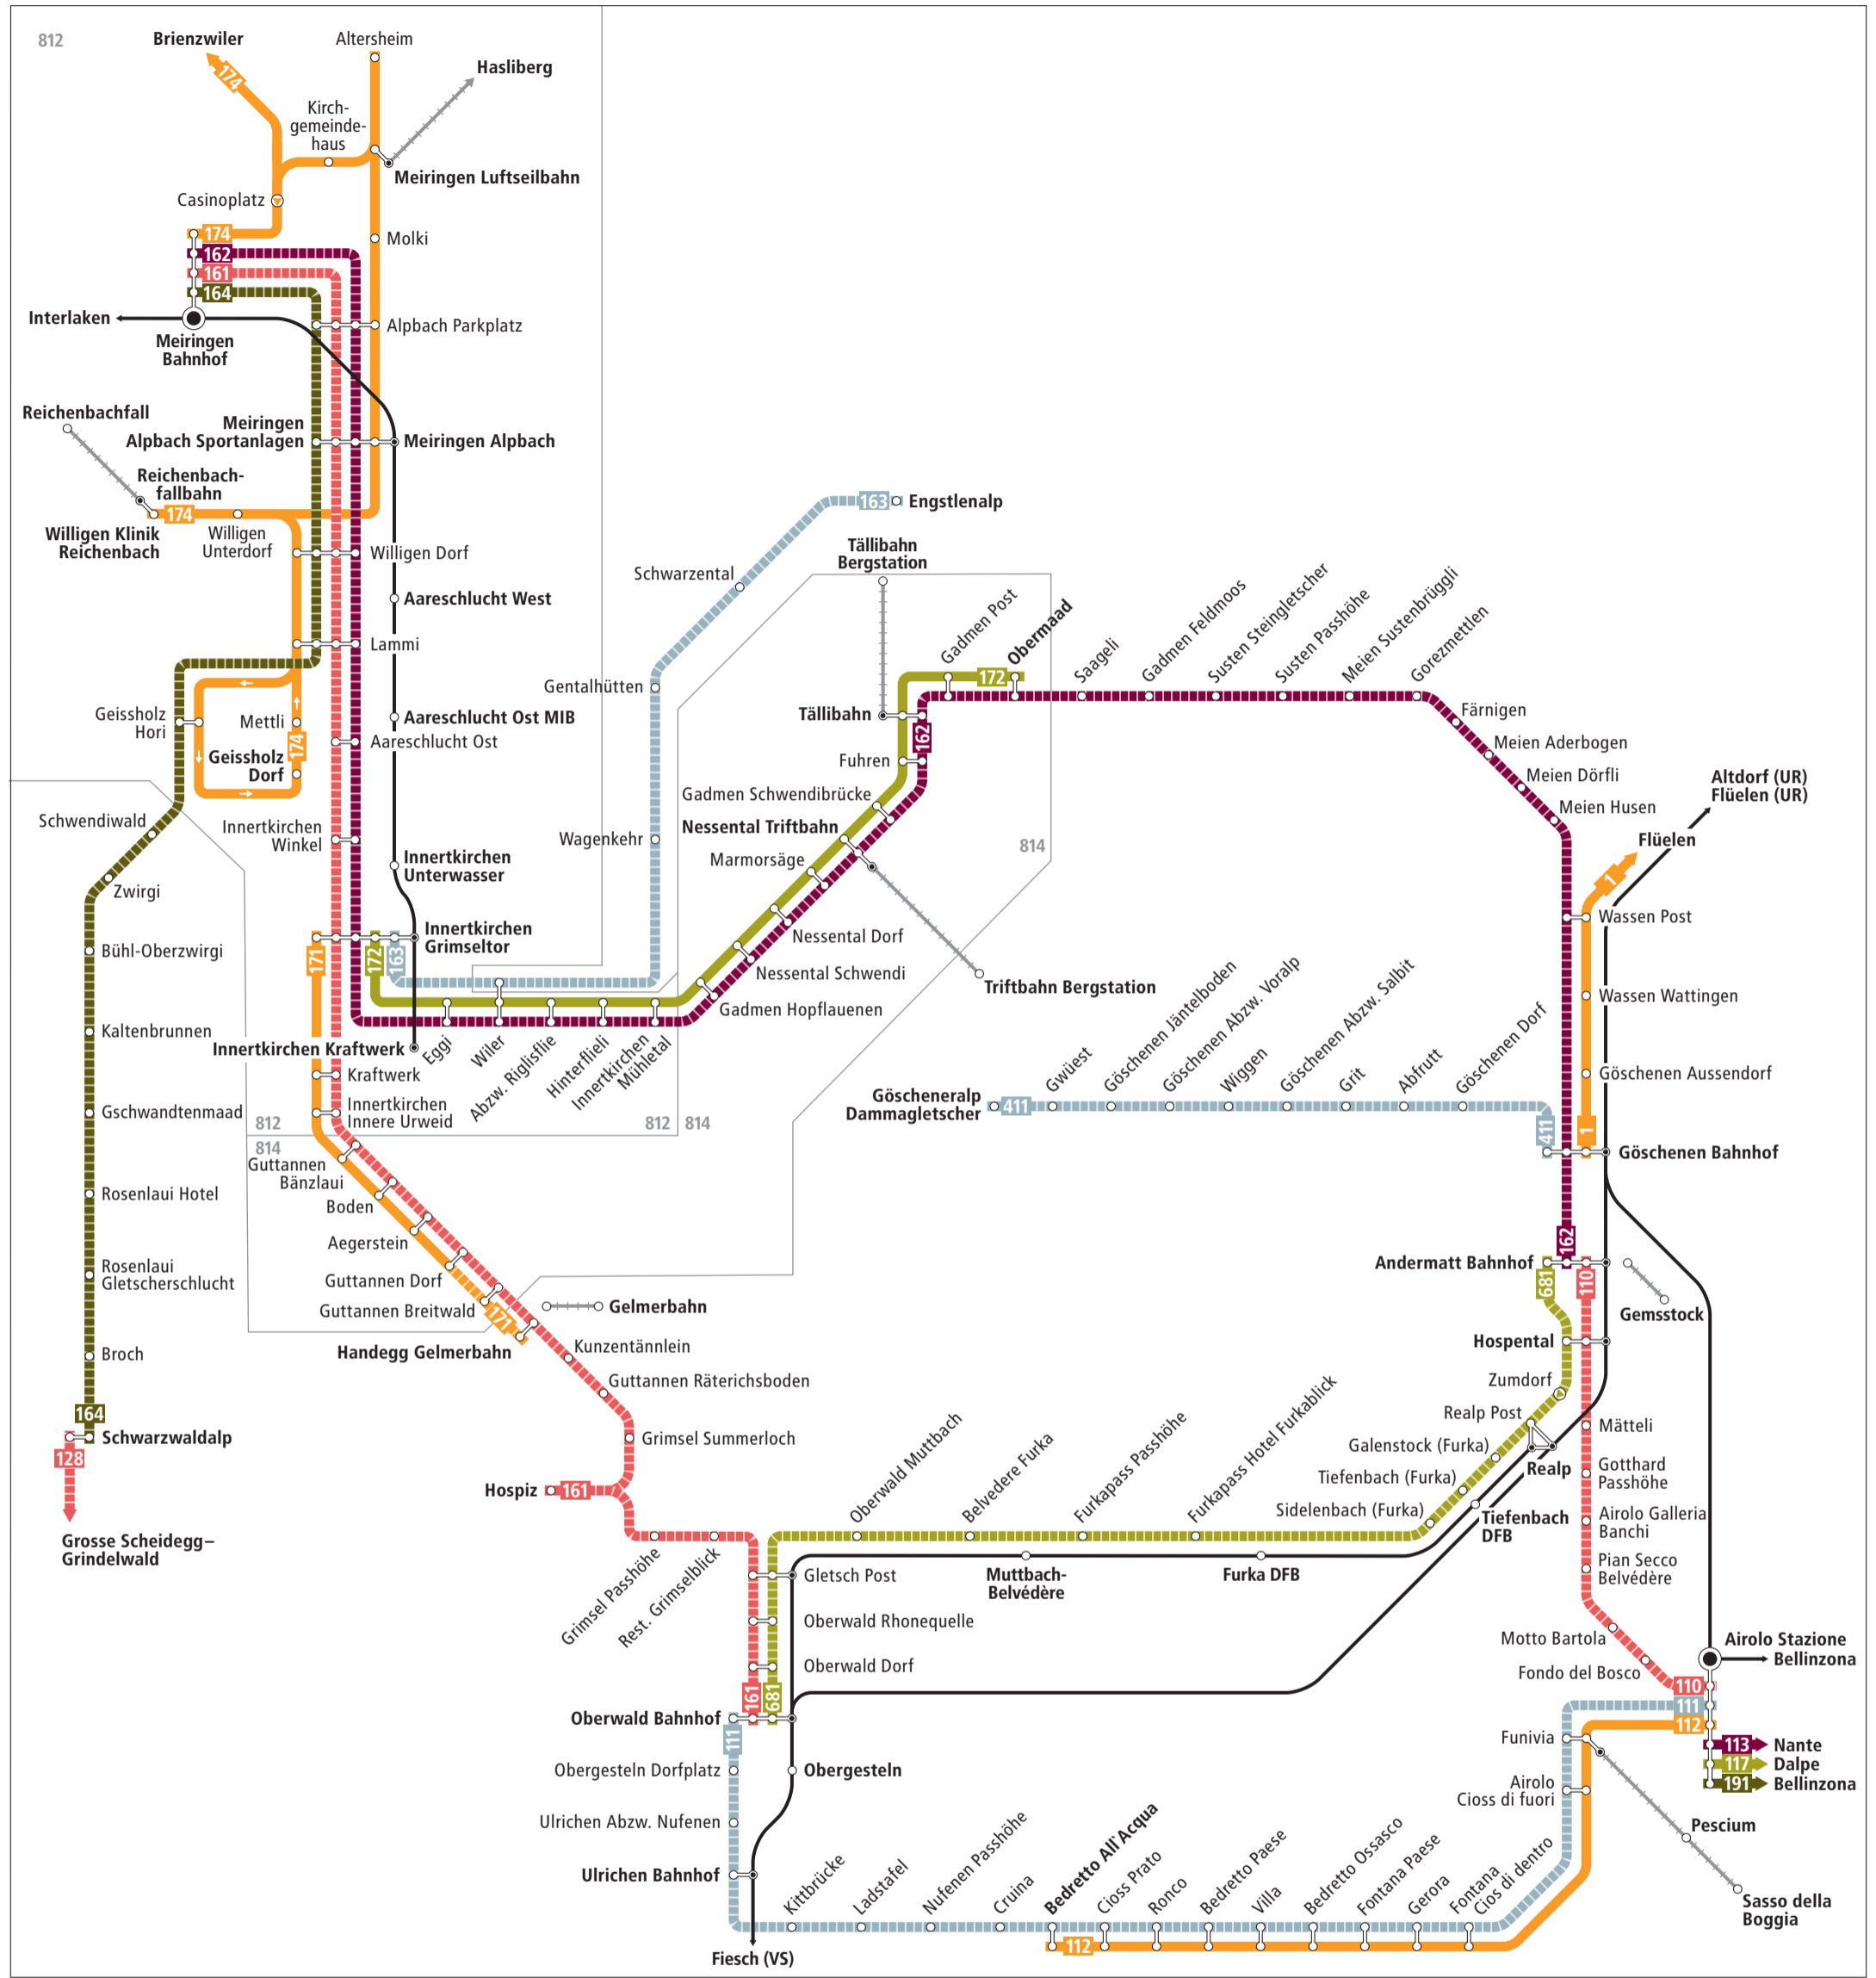 812
Brienzwiler
Altersheim
Hasliberg
174
Kirch-
gemeinde-
haus
Meiringen Luftseilbahn
Casinoplatz
174
Molki
162
161
164
Interlaken
Meiringen
Bahnhof
Alpbach Parkplatz
Reichenbachfall
Meiringen
Alpbach Sportanlagen
Meiringen Alpbach
Reichenbach-
fallbahn
174
Willigen Klinik
Reichenbach
Willigen
Unterdorf
Willigen Dorf
Aareschlucht West
Lammi
Geissholz
Hori
Mettli
174
Geissholz
Dorf
Aareschlucht Ost MIB
Aareschlucht Ost
Schwendiwald
Innertkirchen
Winkel
Innertkirchen
Unterwasser
Zwirgi
Bühl-Oberzwirgi
Innertkirchen
Grimseltor
171
172
163
Kaltenbrunnen
Innertkirchen Kraftwerk
Kraftwerk
Gschwandtenmaad
Innertkirchen
Innere Urweid
812
814
812
814
Eggi
Wiler
Abzw. Riglisflie
Hinterflieli
Innertkirchen
Mühletal
163
Engstlenalp
Schwarzental
Gentalhütten
Wagenkehr
Tällibahn
Bergstation
Tällibahn
Fuhren
162
Gadmen Schwendibrücke
Nessental Triftbahn
Marmorsäge
Nessental Dorf
Nessental Schwendi
Gadmen Hopflauenen
Triftbahn Bergstation
814
Gadmen Post
172
Obermaad
Saageli
Gadmen Feldmoos
Susten Steingletscher
Susten Passhöhe
Meien Sustenbrüggli
Gorezmettlen
Färnigen
Meien Aderbogen
Meien Dörfli
Meien Husen
Altdorf (UR)
Flüelen (UR)
Flüelen
1
Wassen Post
Wassen Wattingen
Göschenen Aussendorf
1
Göscheneralp
Dammagletscher
411
Gwüest
Göschenen Jäntelboden
Göschenen Abzw. Voralp
Wiggen
Göschenen Abzw. Salbit
Grit
Abfrutt
Göschenen Dorf
411
Göschenen Bahnhof
162
Andermatt Bahnhof
681
110
Gemsstock
Hospental
Zumdorf
Realp Post
Galenstock (Furka)
Tiefenbach (Furka)
Sidelenbach (Furka)
Realp
Tiefenbach
DFB
Mätteli
Gotthard
Passhöhe
Airolo Galleria
Banchi
Pian Secco
Belvédère
Motto Bartola
Fondo del Bosco
Airolo Stazione
Bellinzona
110
111
112
113
Nante
117
Dalpe
191
Bellinzona
Rosenlaui Hotel
Rosenlaui
Gletscherschlucht
Broch
164
Schwarzwaldalp
128
Grosse Scheidegg–
Grindelwald
Guttannen
Bänzlaui
Boden
Aegerstein
Guttannen Dorf
Guttannen Breitwald
171
Handegg Gelmerbahn
Gelmerbahn
Kunzentännlein
Guttannen Räterichsboden
Grimsel Summerloch
Hospiz
161
Grimsel Passhöhe
Rest. Grimselblick
Oberwald Muttbach
Belvedere Furka
Furkapass Passhöhe
Furkapass Hotel Furkablick
Gletsch Post
Muttbach-
Belvédère
Furka DFB
Oberwald Rhonequelle
Oberwald Dorf
161
681
Oberwald Bahnhof
111
Obergesteln Dorfplatz
Obergesteln
Ulrichen Abzw. Nufenen
Ulrichen Bahnhof
Fiesch (VS)
Kittbrücke
Ladstafel
Nufenen Passhöhe
Cruina
Bedretto All`Acqua
112
Cioss Prato
Ronco
Bedretto Paese
Villa
Bedretto Ossasco
Fontana Paese
Gerora
Fontana
Cios di dentro
Funivia
Airolo
Cioss di fuori
Pescium
Sasso della
Boggia